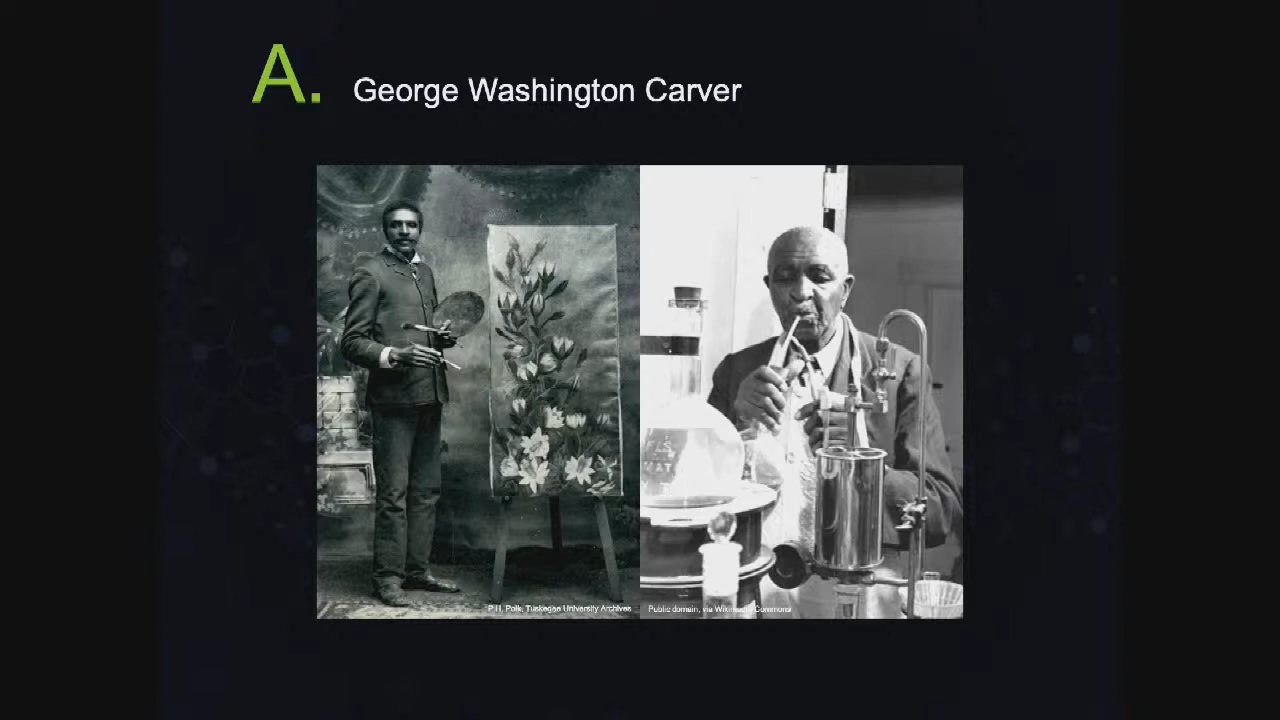 A. George Washington Carver
P.H. Polk, Tuskegee University Archives
Public domain, via Wikimedia Commons